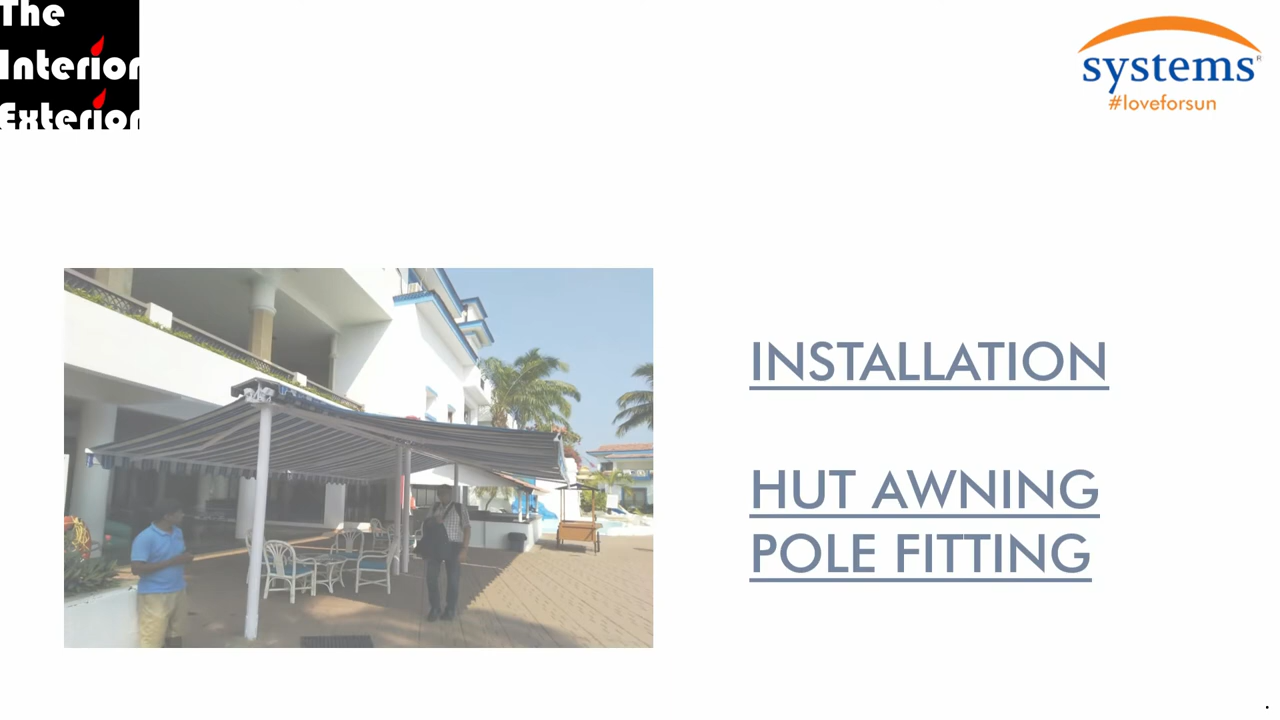 The
Interior
Exterior
systems®
#loveforsun
INSTALLATION
HUT AWNING
POLE FITTING
.